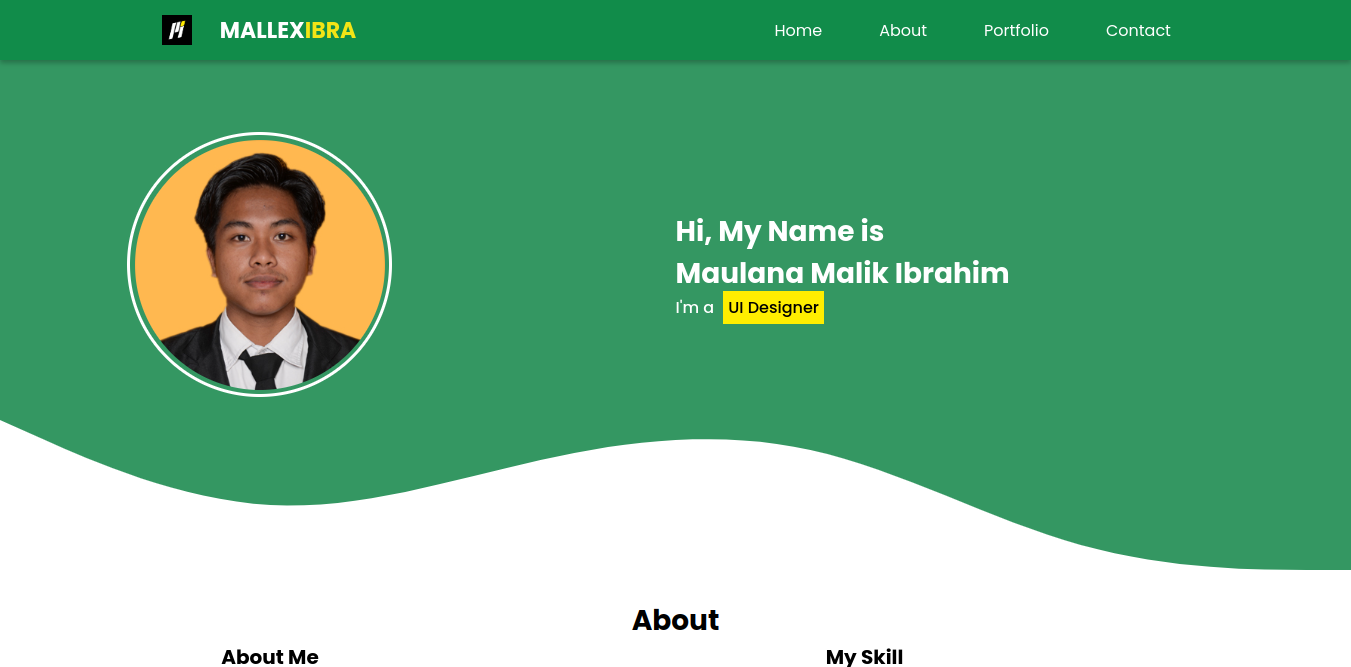 MALLEXIBRA
Home About Portfolio Contact
Hi, My Name is
Maulana Malik Ibrahim
I'm a UI Designer
About
About Me
My Skill